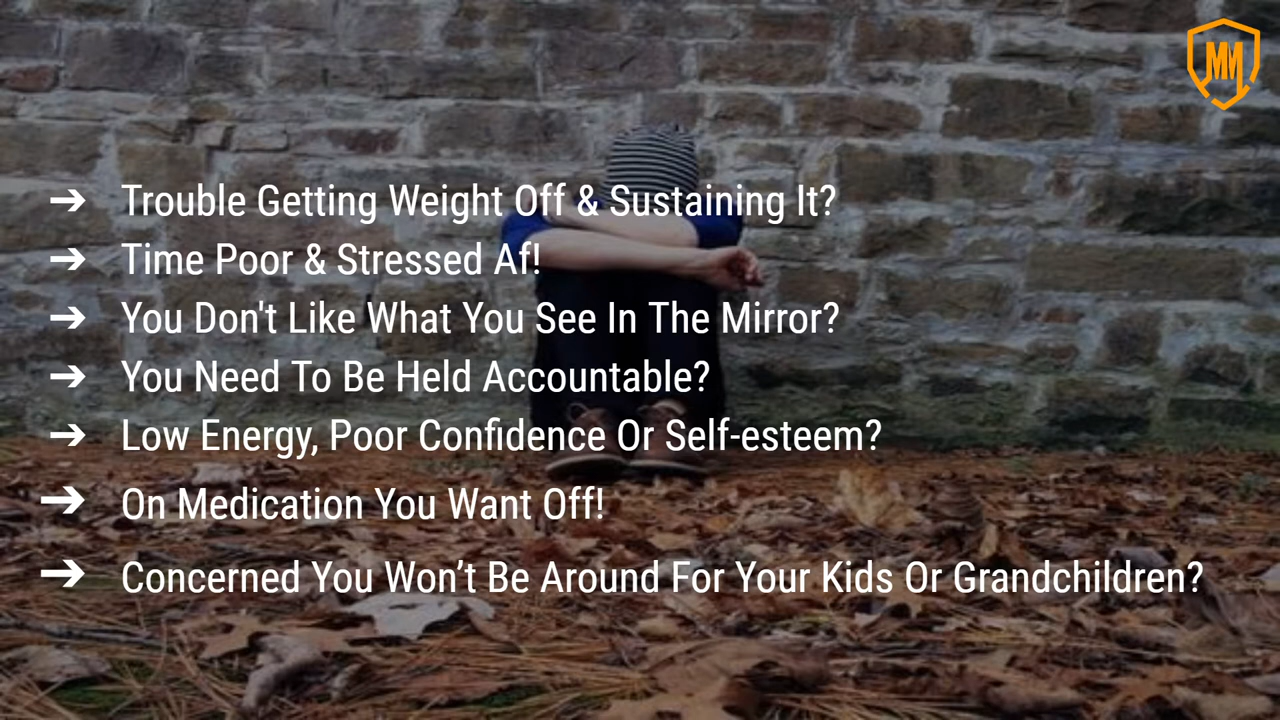 MM
➔ Trouble Getting Weight Off & Sustaining It?
➔ Time Poor & Stressed Af!
➔ You Don't Like What You See In The Mirror?
➔ You Need To Be Held Accountable?
➔ Low Energy, Poor Confidence Or Self-esteem?
➔ On Medication You Want Off!
➔ Concerned You Won’t Be Around For Your Kids Or Grandchildren?